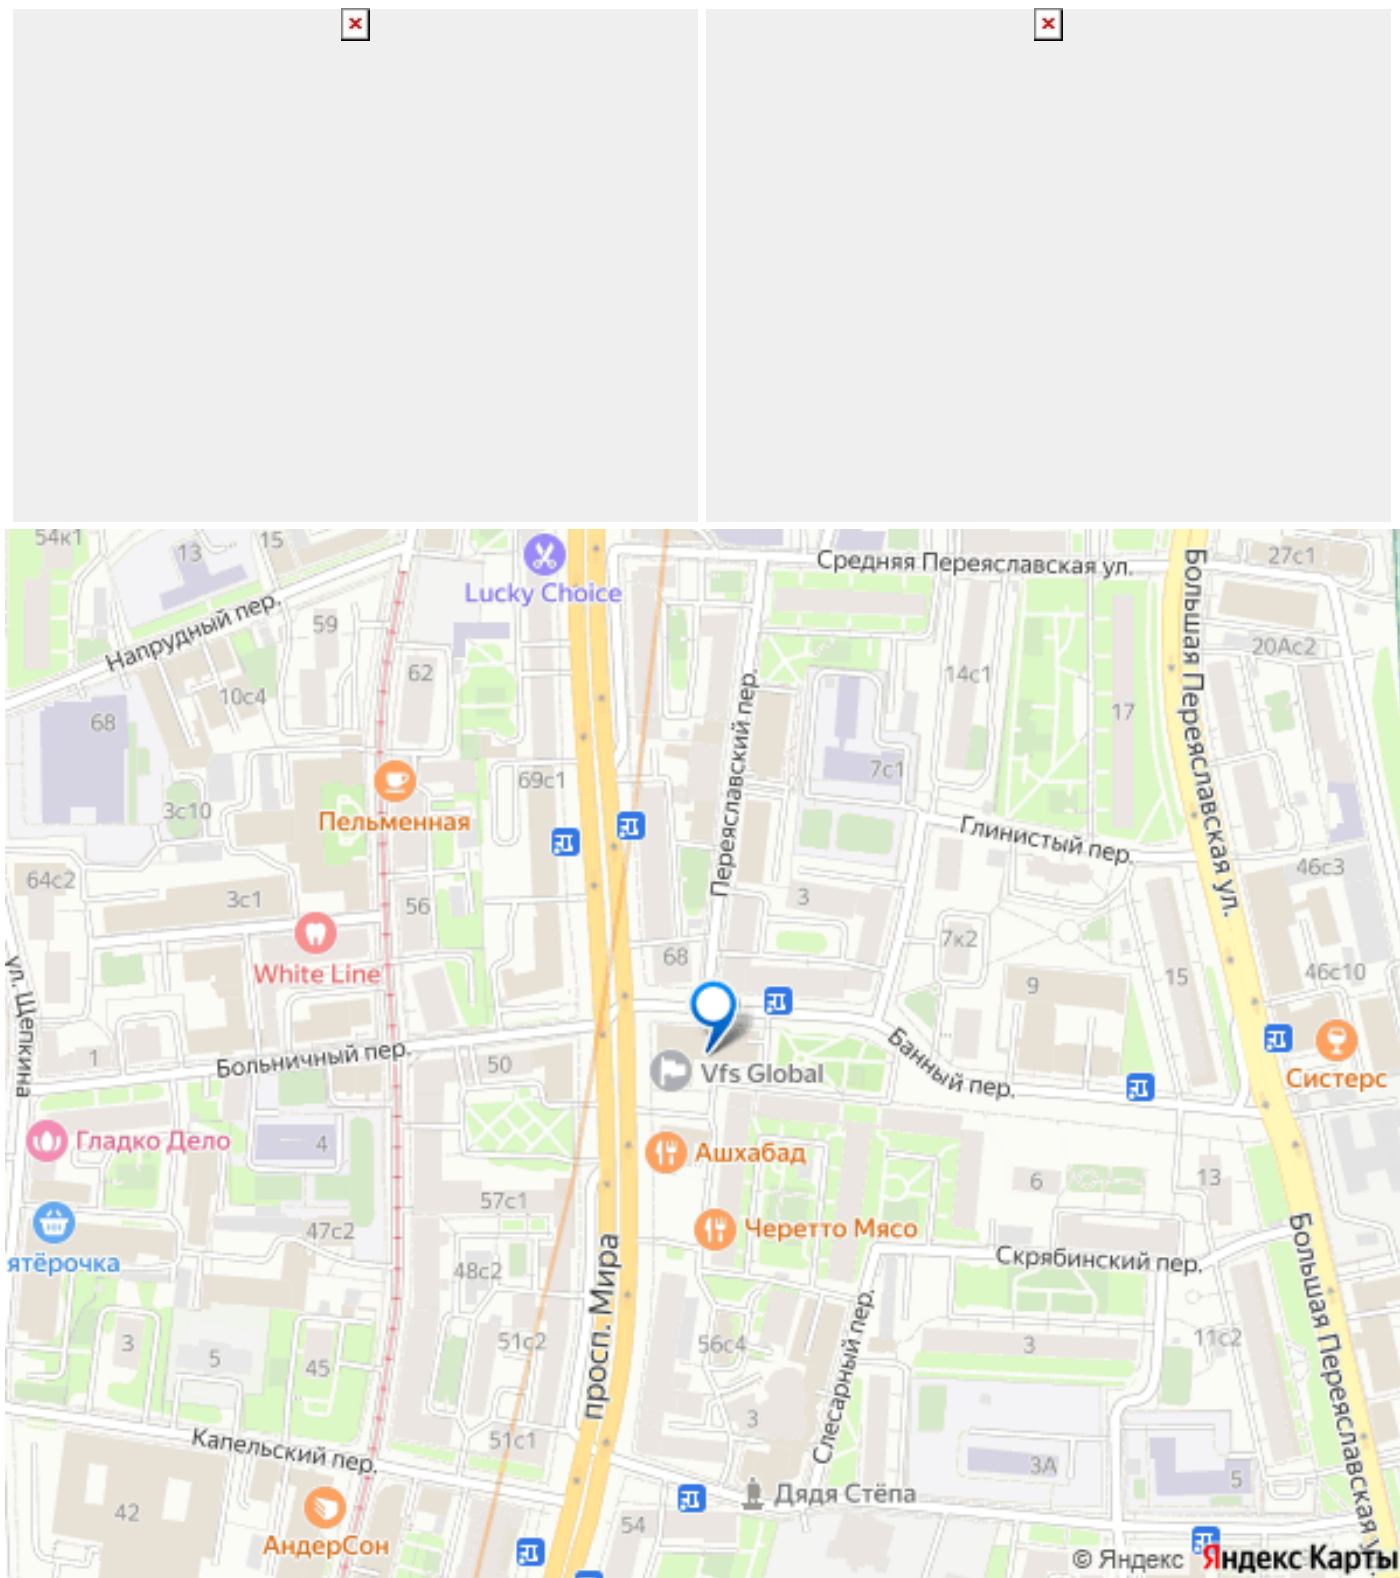 54к1
13
15
Lucky Choice
Средняя Переяславская ул.
27с1
Большая Переяславская ул.
Напрудный пер.
59
20Ас2
62
14с1
10с4
68
17
Переяславский пер.
69с1
7с1
3с10
Пельменная
Глинистый пер.
64с2
3с1
56
3
46с3
7к2
White Line
68
15
46с10
9
ул. Щепкина
1
Больничный пер.
50
Vfs Global
Банный пер.
Систерс
Гладко Дело
4
Ашхабад
57с1
6
13
47с2
Черетто Мясо
Скрябинский пер.
ятёрочка
48с2
просп. Мира
Большая Переяславская ул.
3
5
45
51с2
56с4
Слесарный пер.
3
11с2
3
Капельский пер.
51с1
3А
5
42
АндерСон
54
Дядя Стёпа
© Яндекс Яндекс Карты